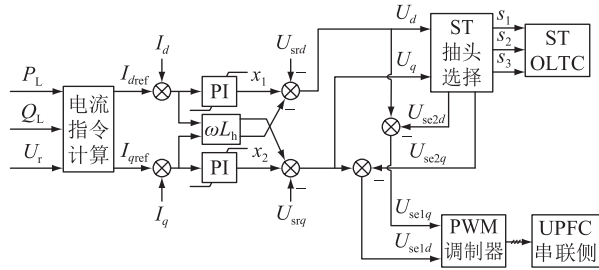 P_L
Q_L
U_r
电流
指令
计算
I_dref
I_qref
I_d
I_q
PI
x_1
ωL_h
PI
x_2
U_srd
−
−
−
−
U_srq
U_d
U_q
ST
抽头
选择
s_1
s_2
s_3
ST
OLTC
U_se2d
−
U_se2q
−
U_se1q
U_se1d
PWM
调制器
UPFC
串联侧